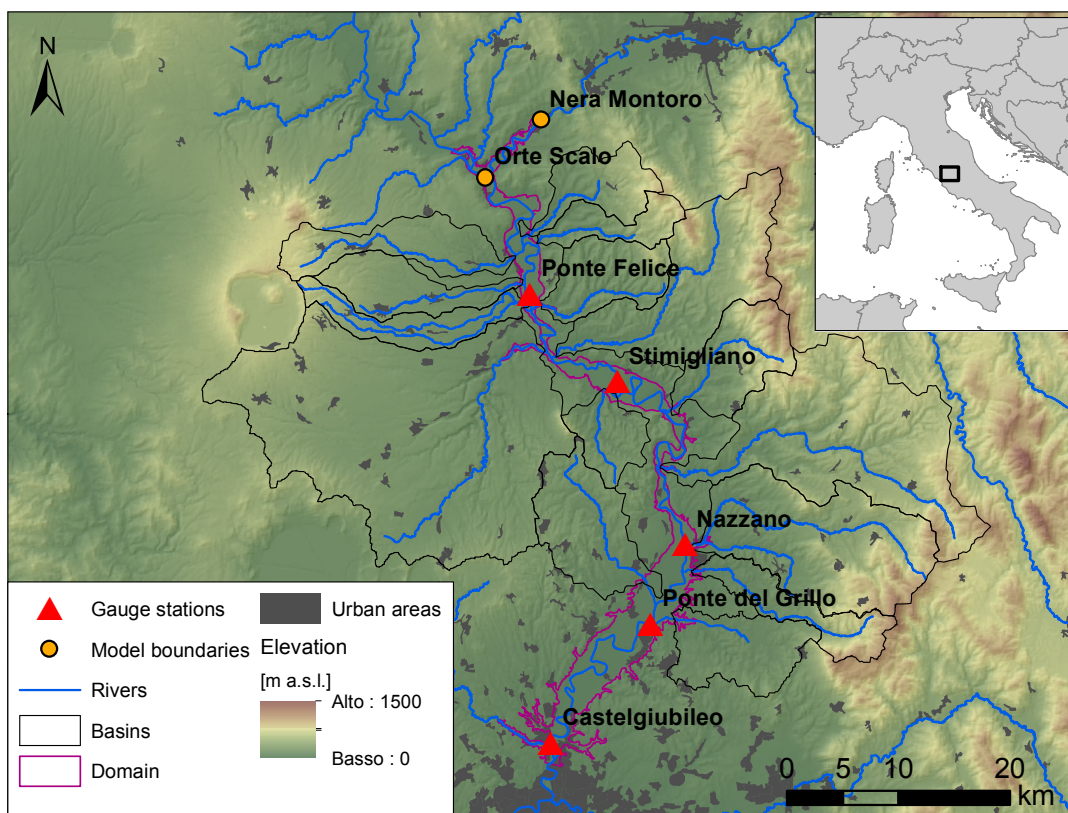 N
Nera Montoro
Orte Scalo
Ponte Felice
Stimigliano
Nazzano
Ponte del Grillo
Castelgiubileo
Gauge stations
Model boundaries
Rivers
Basins
Domain
Urban areas
Elevation
[m a.s.l.]
Alto : 1500
Basso : 0
0 5 10 20
km